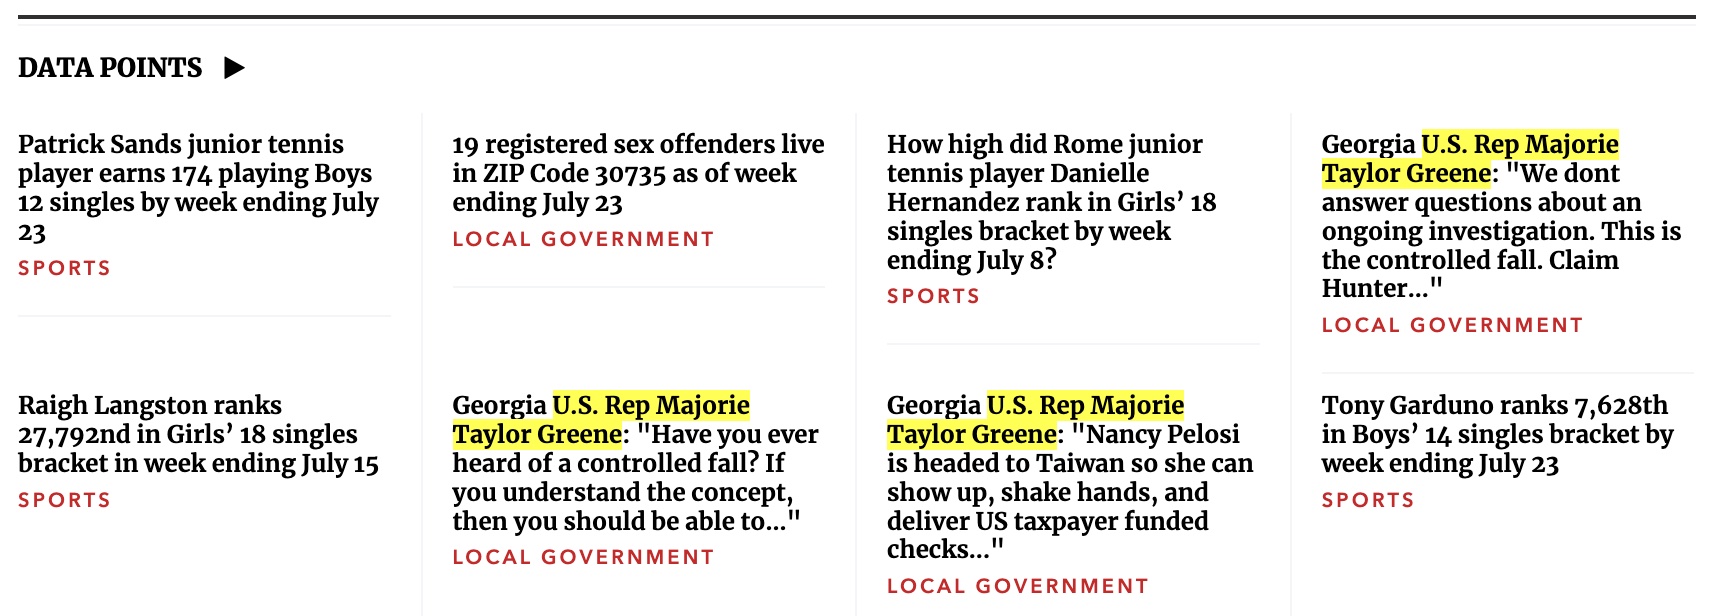 DATA POINTS
Patrick Sands junior tennis
player earns 174 playing Boys
12 singles by week ending July
23
SPORTS
19 registered sex offenders live
in ZIP Code 30735 as of week
ending July 23
LOCAL GOVERNMENT
How high did Rome junior
tennis player Danielle
Hernandez rank in Girls’ 18
singles bracket by week
ending July 8?
SPORTS
Georgia U.S. Rep Majorie
Taylor Greene: "We dont
answer questions about an
ongoing investigation. This is
the controlled fall. Claim
Hunter..."
LOCAL GOVERNMENT
Raigh Langston ranks
27,792nd in Girls’ 18 singles
bracket in week ending July 15
SPORTS
Georgia U.S. Rep Majorie
Taylor Greene: "Have you ever
heard of a controlled fall? If
you understand the concept,
then you should be able to..."
LOCAL GOVERNMENT
Georgia U.S. Rep Majorie
Taylor Greene: "Nancy Pelosi
is headed to Taiwan so she can
show up, shake hands, and
deliver US taxpayer funded
checks..."
LOCAL GOVERNMENT
Tony Garduno ranks 7,628th
in Boys’ 14 singles bracket by
week ending July 23
SPORTS